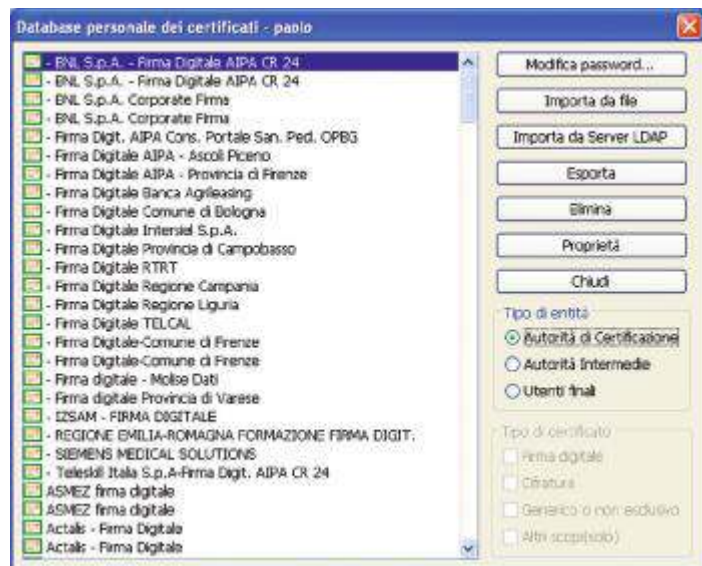 Database personale dei certificati - paolo
- BNL S.p.A. - Firma Digitale AIPA CR 24
- BNL S.p.A. - Firma Digitale AIPA CR 24
- BNL S.p.A. Corporate Firma
- BNL S.p.A. Corporate Firma
- Firma Digit. AIPA Cons. Portale San. Ped. OPBG
- Firma Digitale AIPA - Ascoli Piceno
- Firma Digitale AIPA - Provincia di Firenze
- Firma Digitale Banca Agrileasing
- Firma Digitale Comune di Bologna
- Firma Digitale Intersiel S.p.A.
- Firma Digitale Provincia di Campobasso
- Firma Digitale RTRT
- Firma Digitale Regione Campania
- Firma Digitale Regione Liguria
- Firma Digitale TELCAL
- Firma Digitale-Comune di Firenze
- Firma Digitale-Comune di Firenze
- Firma digitale - Molise Dati
- Firma digitale Provincia di Varese
- IZSAM - FIRMA DIGITALE
- REGIONE EMILIA-ROMAGNA FORMAZIONE FIRMA DIGIT.
- SIEMENS MEDICAL SOLUTIONS
- Teleskill Italia S.p.A-Firma Digit. AIPA CR 24
ASMEZ firma digitale
ASMEZ firma digitale
Actalis - Firma Digitale
Actalis - Firma Digitale
Modifica password...
Importa da file
Importa da Server LDAP
Esporta
Elimina
Proprietà
Chiudi
Tipo di entità
Autorità di Certificazione
Autorità Intermedie
Utenti finali
Tipo di certificato
Firma digitale
Cifratura
Generico o non esclusivo
Altri scopi(solo)